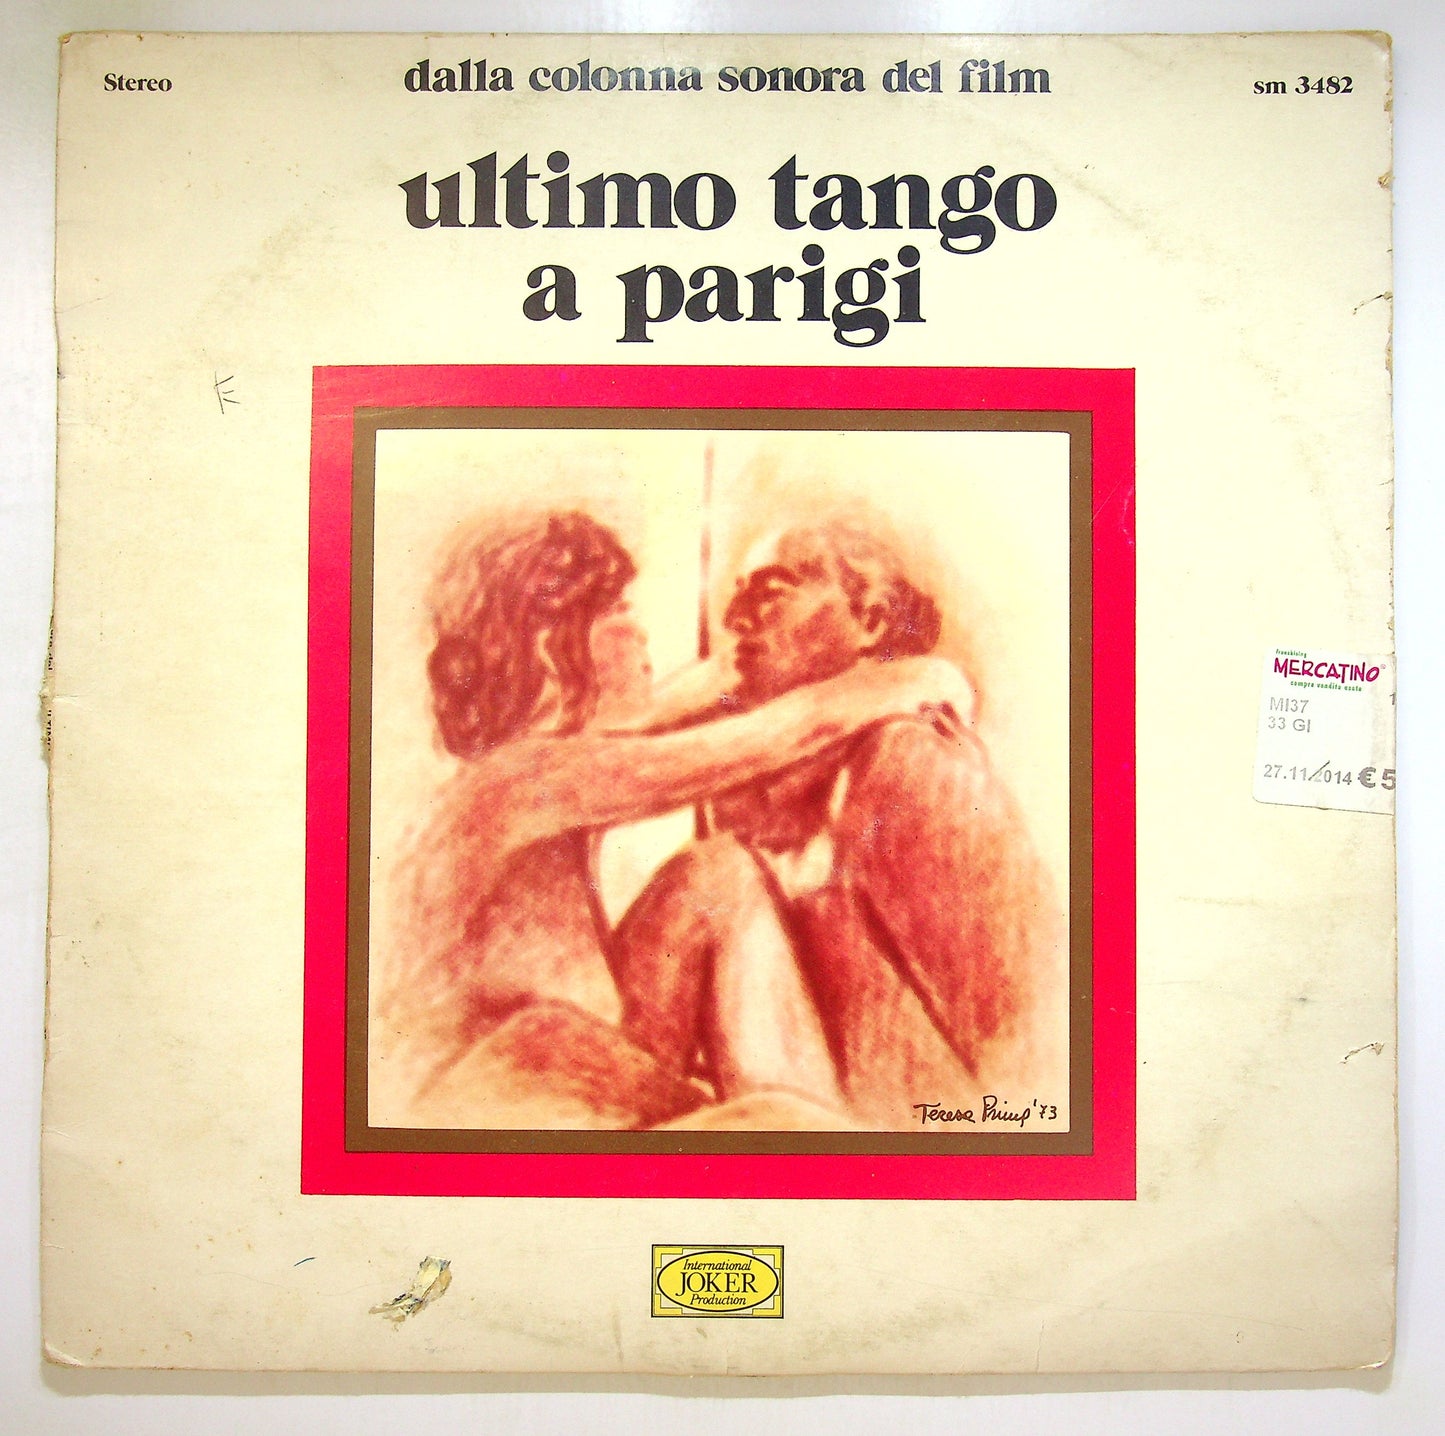 Stereo
dalla colonna sonora del film
sm 3482
ultimo tango
a parigi
franchising
MERCATINO
compra vendita usato
MI37
33 GI
27.11/2014 € 5
Teresa '73
International
JOKER
Production